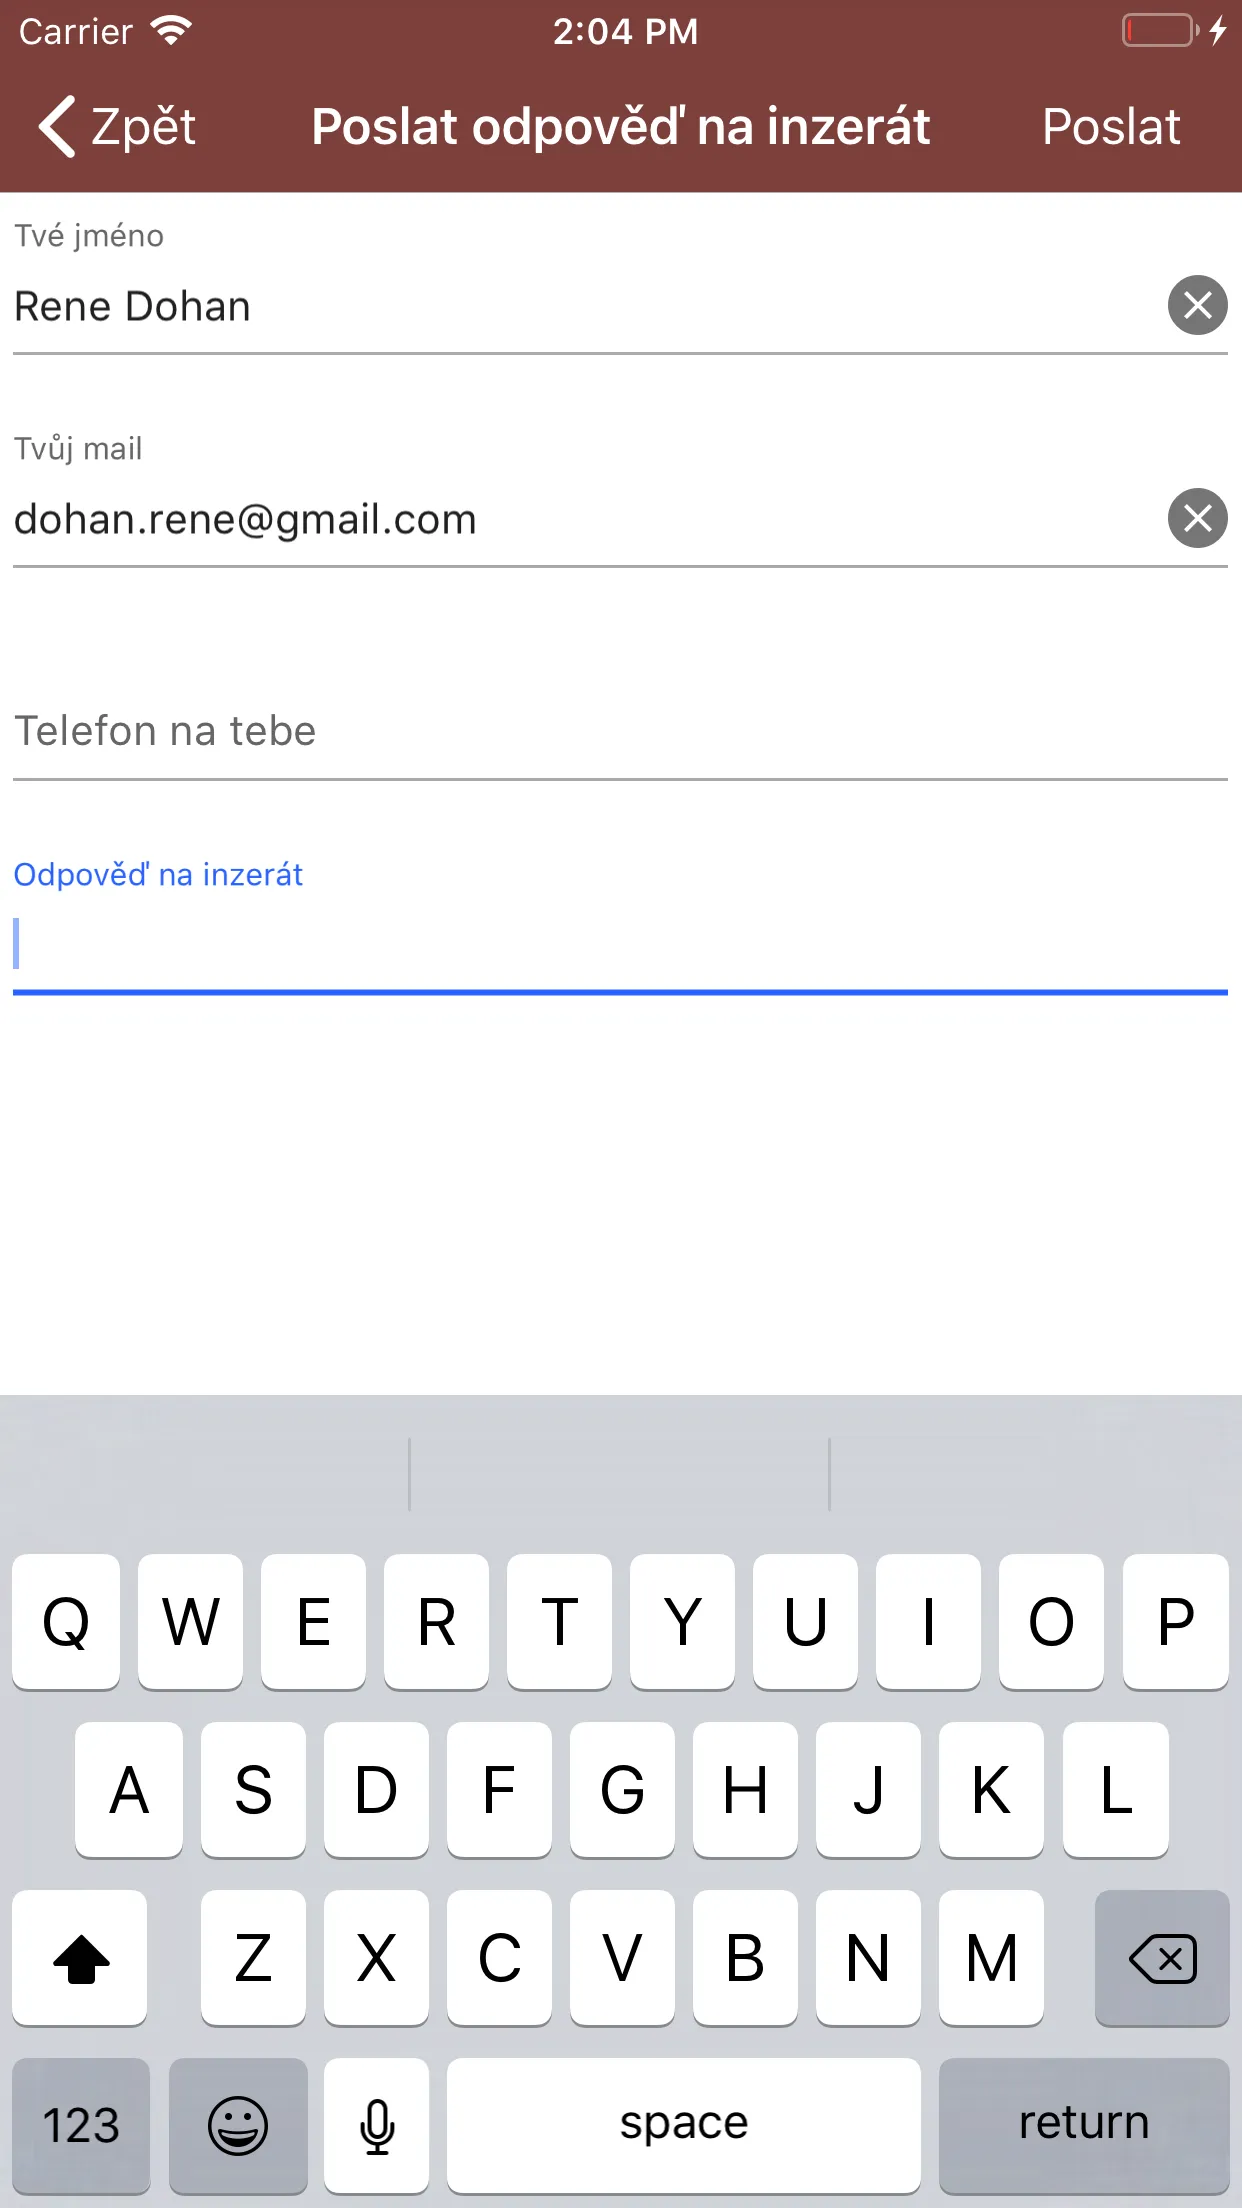 Carrier 2:04 PM
Zpět Poslat odpověď na inzerát Poslat
Tvé jméno
Rene Dohan
Tvůj mail
dohan.rene@gmail.com
Telefon na tebe
Odpověď na inzerát
Q W E R T Y U I O P
A S D F G H J K L
Z X C V B N M
123 space return